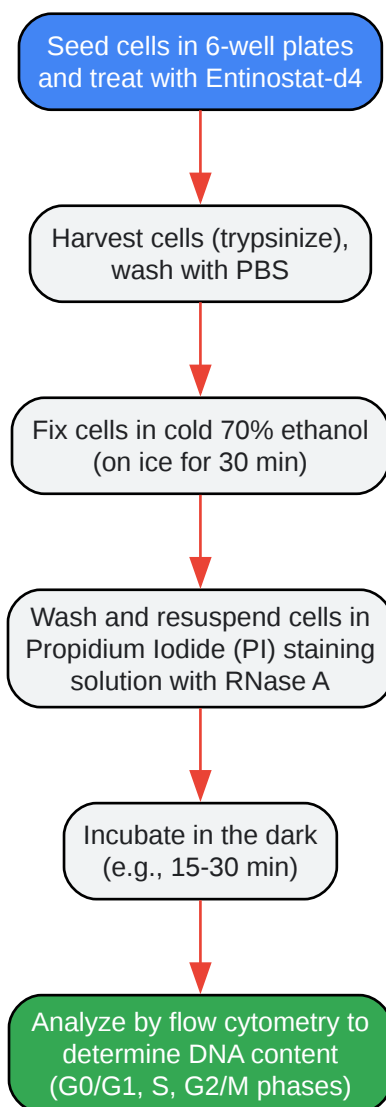 Seed cells in 6-well plates
and treat with Entinostat-d4
Harvest cells (trypsinize),
wash with PBS
Fix cells in cold 70% ethanol
(on ice for 30 min)
Wash and resuspend cells in
Propidium Iodide (PI) staining
solution with RNase A
Incubate in the dark
(e.g., 15-30 min)
Analyze by flow cytometry to
determine DNA content
(G0/G1, S, G2/M phases)